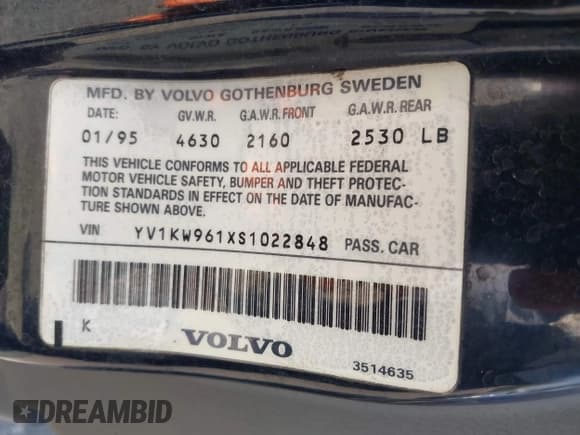 MFD. BY VOLVO GOTHENBURG SWEDEN
DATE: GV.W.R. G.A.W.R. FRONT G.A.W.R. REAR
01/95 4630 2160 2530 LB
THIS VEHICLE CONFORMS TO ALL APPLICABLE FEDERAL
MOTOR VEHICLE SAFETY, BUMPER AND THEFT PROTEC-
TION STANDARDS IN EFFECT ON THE DATE OF MANUFAC-
TURE SHOWN ABOVE.
VIN YV1KW961XS1022848 PASS. CAR
K VOLVO
3514635
DREAMBID